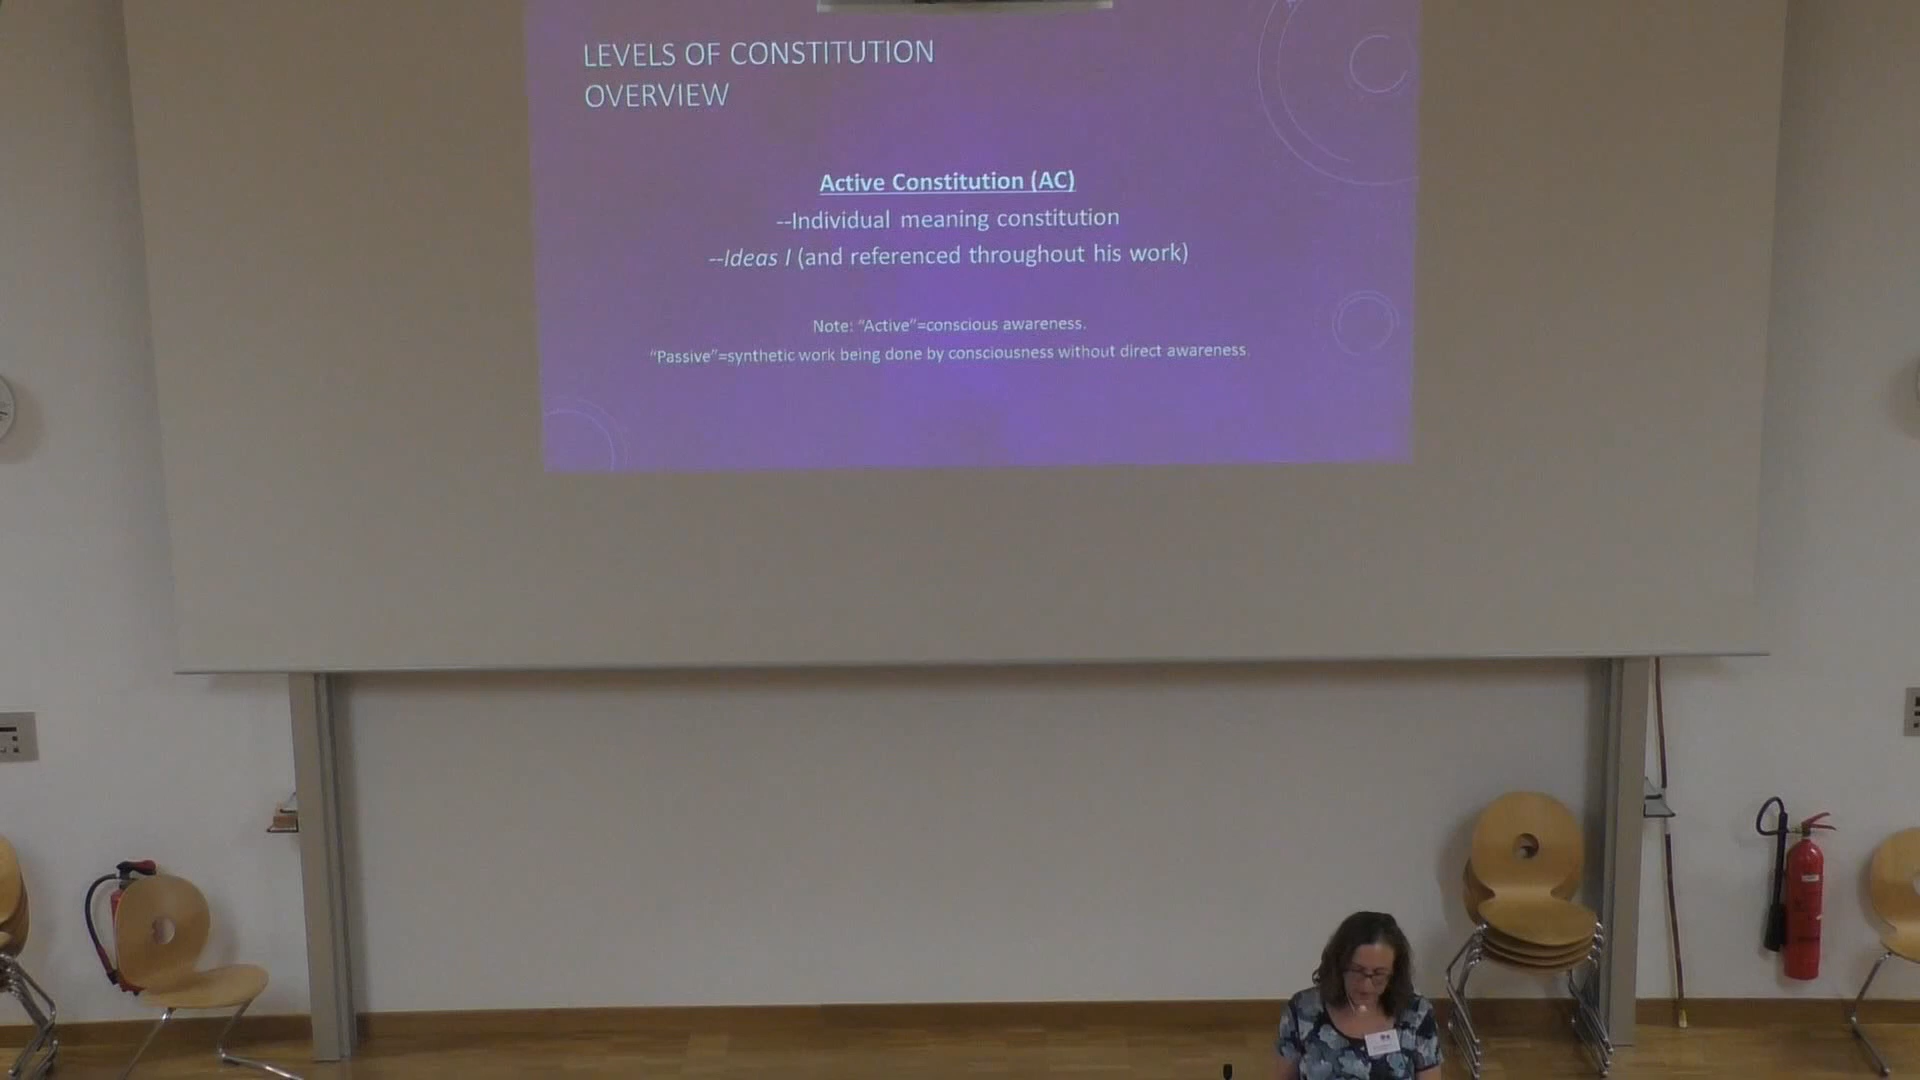 LEVELS OF CONSTITUTION
OVERVIEW
Active Constitution (AC)
--Individual meaning constitution
--Ideas I (and referenced throughout his work)
Note: “Active”=conscious awareness.
“Passive”=synthetic work being done by consciousness without direct awareness.